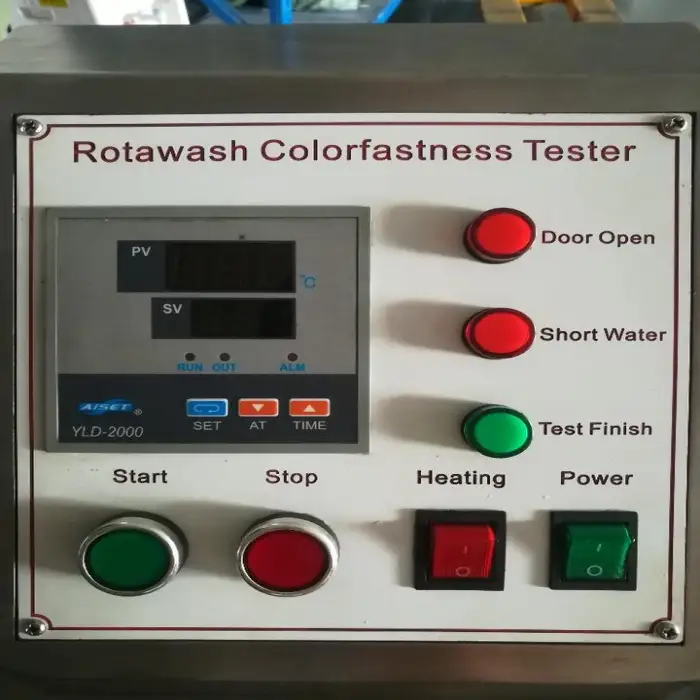 Rotawash Colorfastness Tester
PV
°C
SV
RUN OUT ALM
AISET ®
YLD-2000
SET AT TIME
Door Open
Short Water
Test Finish
Start Stop Heating Power
I I
O O